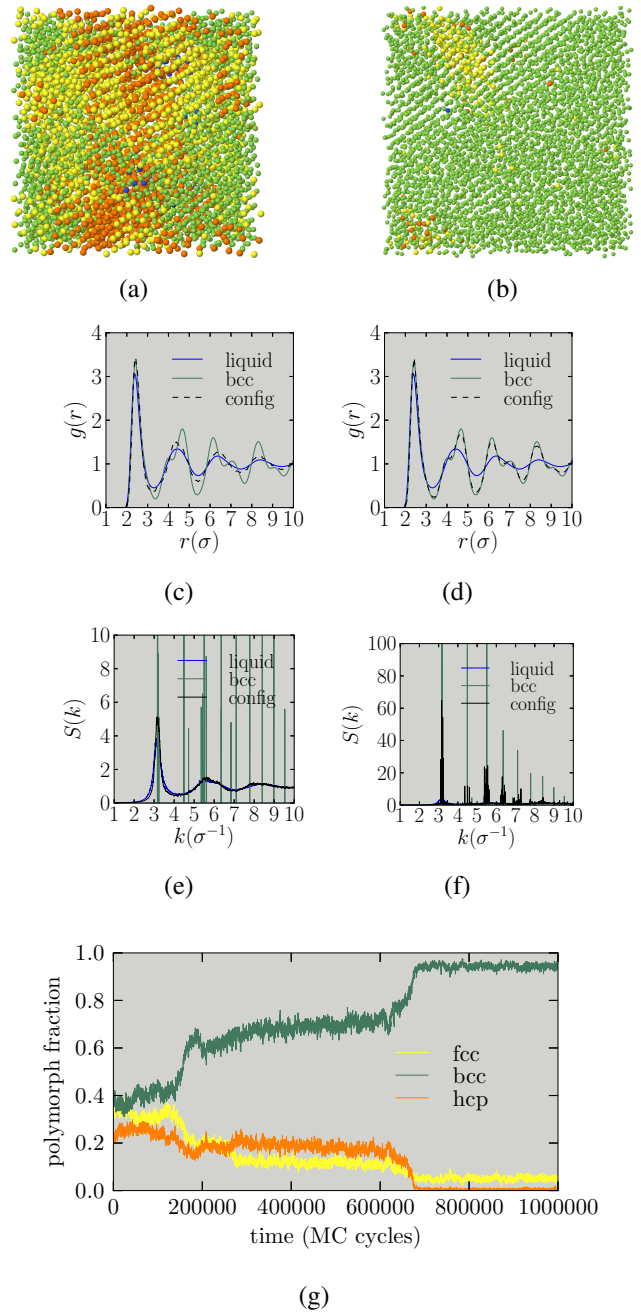 (a) (b)
4
3
2
1
0
g(r)
liquid
bcc
config
1 2 3 4 5 6 7 8 9 10
r(σ)
4
3
2
1
0
g(r)
liquid
bcc
config
1 2 3 4 5 6 7 8 9 10
r(σ)
(c) (d)
10
8
6
4
2
0
S(k)
liquid
bcc
config
1 2 3 4 5 6 7 8 9 10
k(σ⁻¹)
100
80
60
40
20
0
S(k)
liquid
bcc
config
1 2 3 4 5 6 7 8 9 10
k(σ⁻¹)
(e) (f)
1.0
0.8
0.6
0.4
0.2
0.0
polymorph fraction
fcc
bcc
hcp
0 200000 400000 600000 800000 1000000
time (MC cycles)
(g)